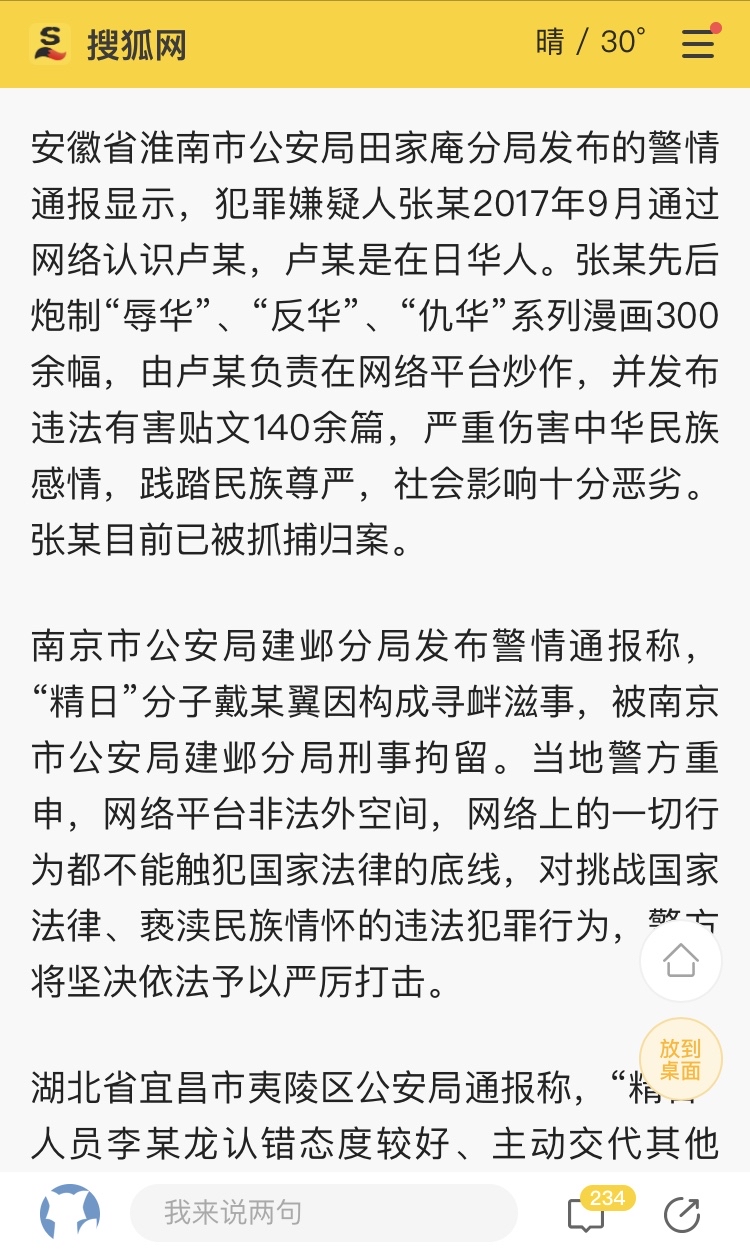 搜狐网
晴 / 30°
安徽省淮南市公安局田家庵分局发布的警情
通报显示，犯罪嫌疑人张某2017年9月通过
网络认识卢某，卢某是在日华人。张某先后
炮制“辱华”、“反华”、“仇华”系列漫画300
余幅，由卢某负责在网络平台炒作，并发布
违法有害贴文140余篇，严重伤害中华民族
感情，践踏民族尊严，社会影响十分恶劣。
张某目前已被抓捕归案。
南京市公安局建邺分局发布警情通报称，
“精日”分子戴某翼因构成寻衅滋事，被南京
市公安局建邺分局刑事拘留。当地警方重
申，网络平台非法外空间，网络上的一切行
为都不能触犯国家法律的底线，对挑战国家
法律、亵渎民族情怀的违法犯罪行为，警方
将坚决依法予以严厉打击。
放到
桌面
湖北省宜昌市夷陵区公安局通报称，“精日”
人员李某龙认错态度较好、主动交代其他
我来说两句
234